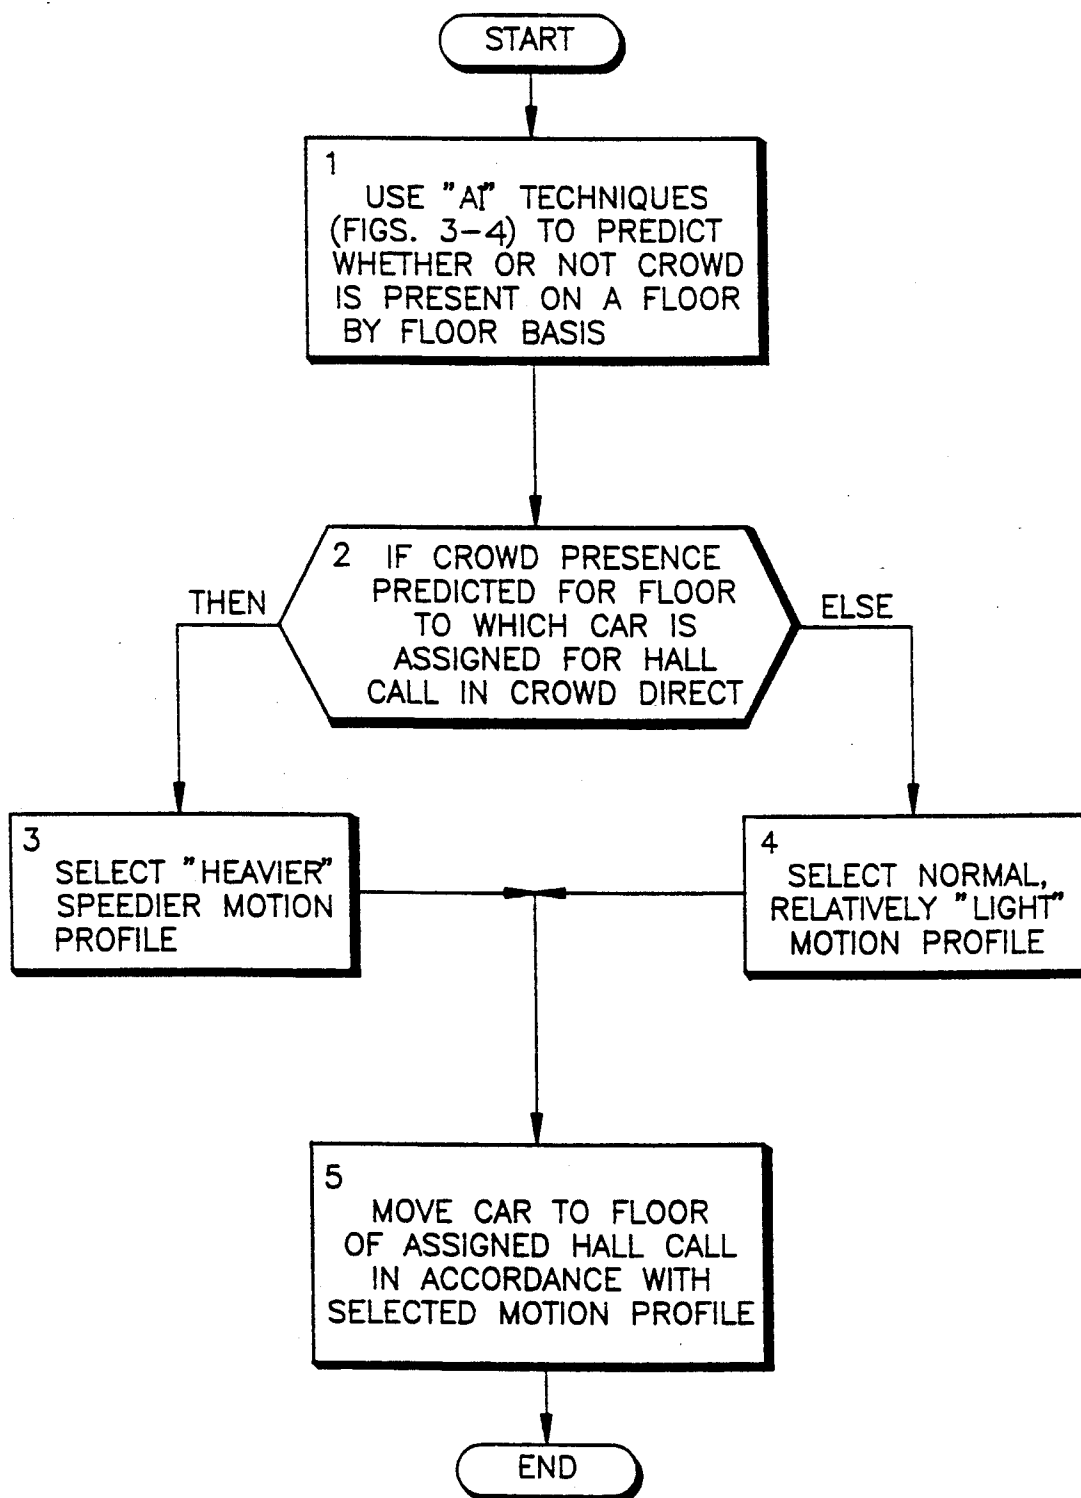 START
1
USE "AI" TECHNIQUES
(FIGS. 3-4) TO PREDICT
WHETHER OR NOT CROWD
IS PRESENT ON A FLOOR
BY FLOOR BASIS
2 IF CROWD PRESENCE
PREDICTED FOR FLOOR
TO WHICH CAR IS
ASSIGNED FOR HALL
CALL IN CROWD DIRECT
THEN
ELSE
3
SELECT "HEAVIER"
SPEEDIER MOTION
PROFILE
4
SELECT NORMAL,
RELATIVELY "LIGHT"
MOTION PROFILE
5
MOVE CAR TO FLOOR
OF ASSIGNED HALL CALL
IN ACCORDANCE WITH
SELECTED MOTION PROFILE
END